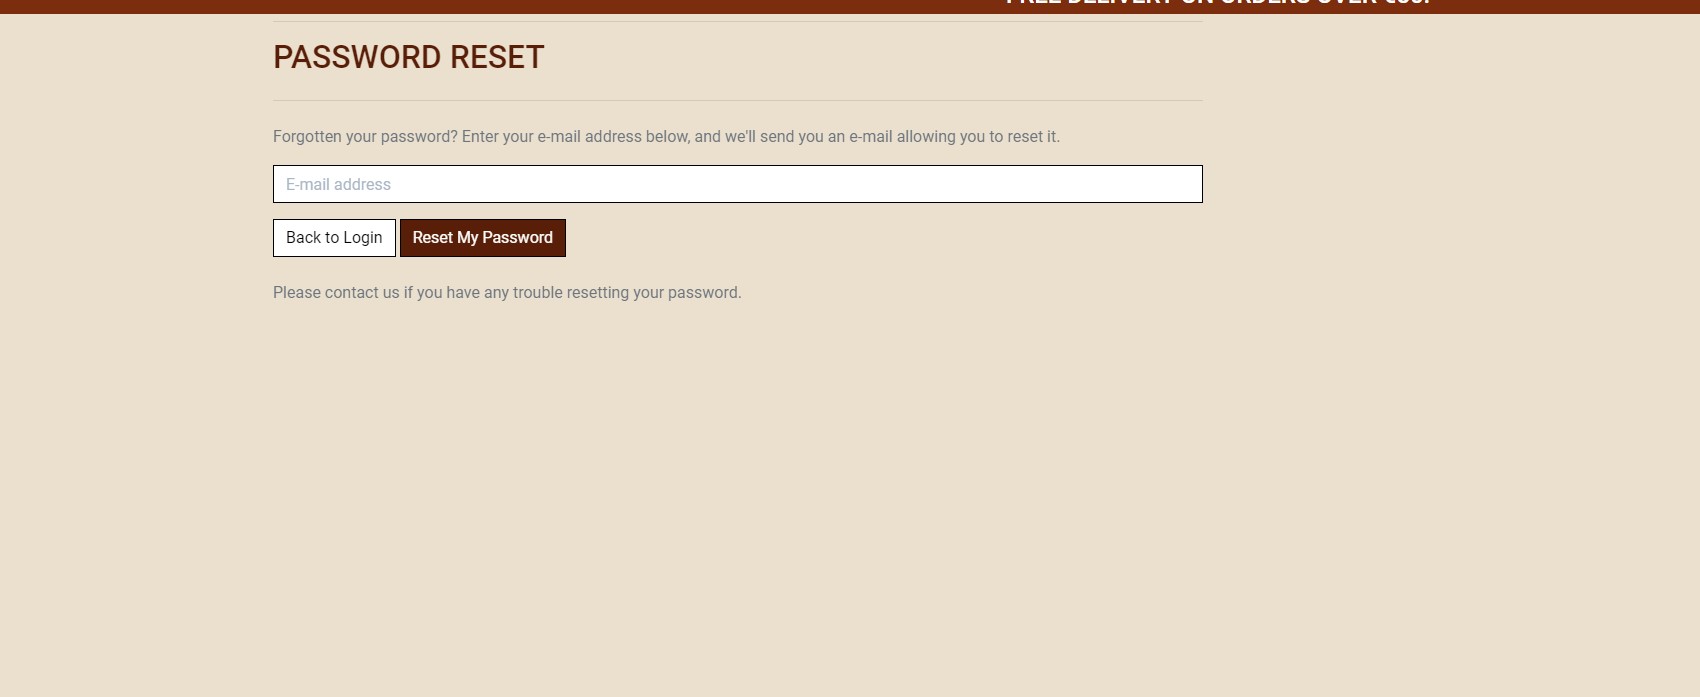 FREE DELIVERY ON ORDERS OVER
PASSWORD RESET
Forgotten your password? Enter your e-mail address below, and we'll send you an e-mail allowing you to reset it.
E-mail address
Back to Login Reset My Password
Please contact us if you have any trouble resetting your password.